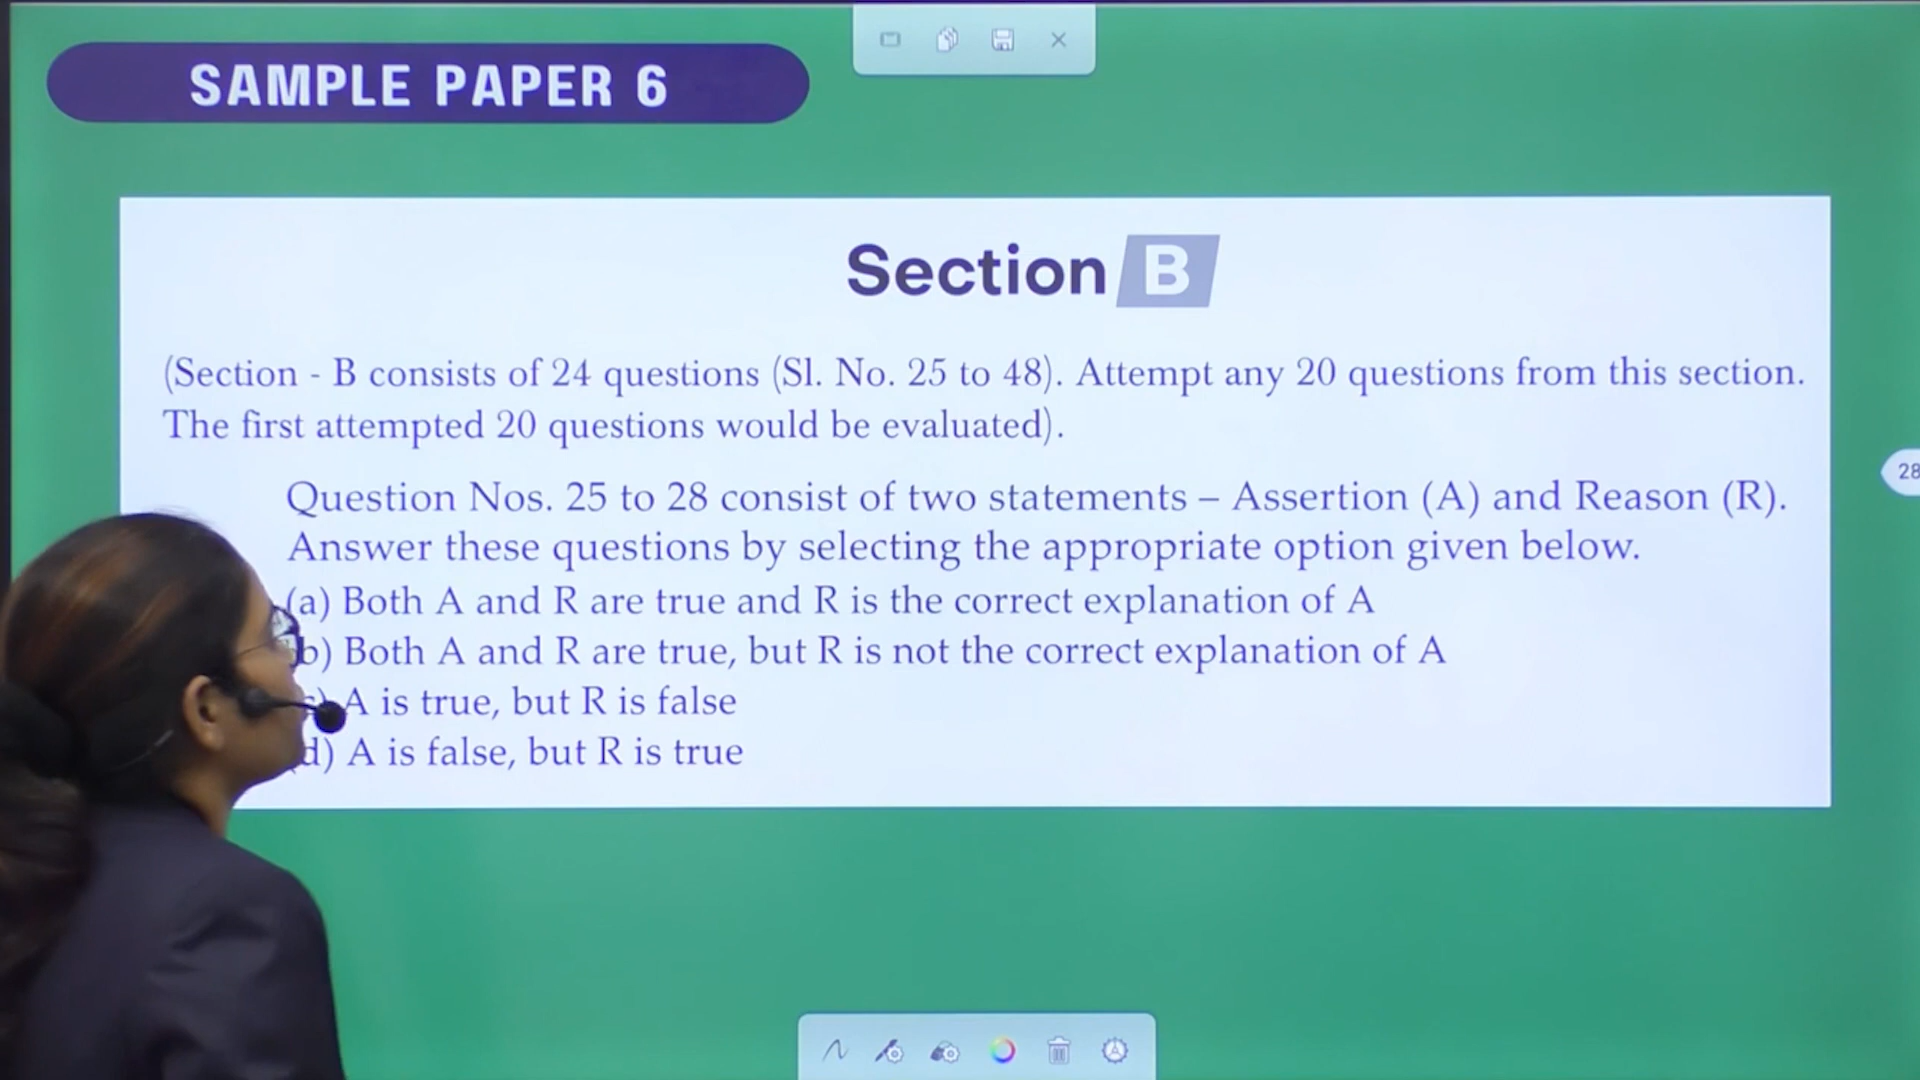 SAMPLE PAPER 6
Section B
(Section - B consists of 24 questions (Sl. No. 25 to 48). Attempt any 20 questions from this section.
The first attempted 20 questions would be evaluated).
28
Question Nos. 25 to 28 consist of two statements – Assertion (A) and Reason (R).
Answer these questions by selecting the appropriate option given below.
(a) Both A and R are true and R is the correct explanation of A
b) Both A and R are true, but R is not the correct explanation of A
) A is true, but R is false
(d) A is false, but R is true